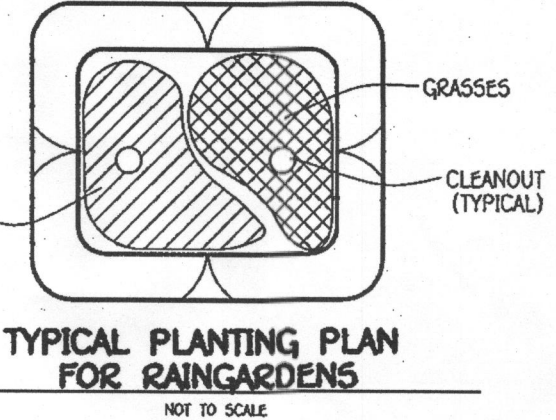 GRASSES
CLEANOUT
(TYPICAL)
TYPICAL PLANTING PLAN
FOR RAINGARDENS
NOT TO SCALE